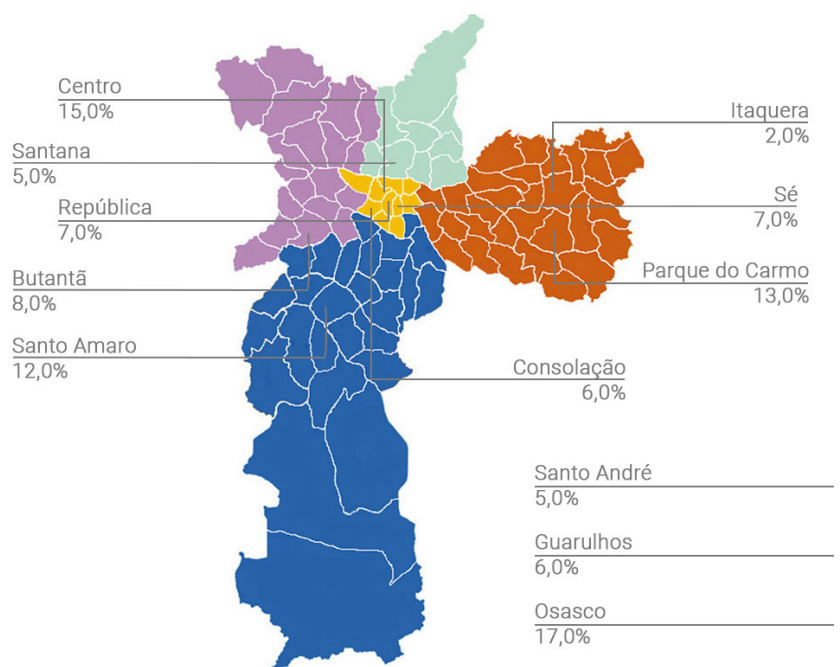 Centro
15,0%
Itaquera
2,0%
Santana
5,0%
Sé
7,0%
República
7,0%
Butantã
8,0%
Parque do Carmo
13,0%
Santo Amaro
12,0%
Consolação
6,0%
Santo André
5,0%
Guarulhos
6,0%
Osasco
17,0%